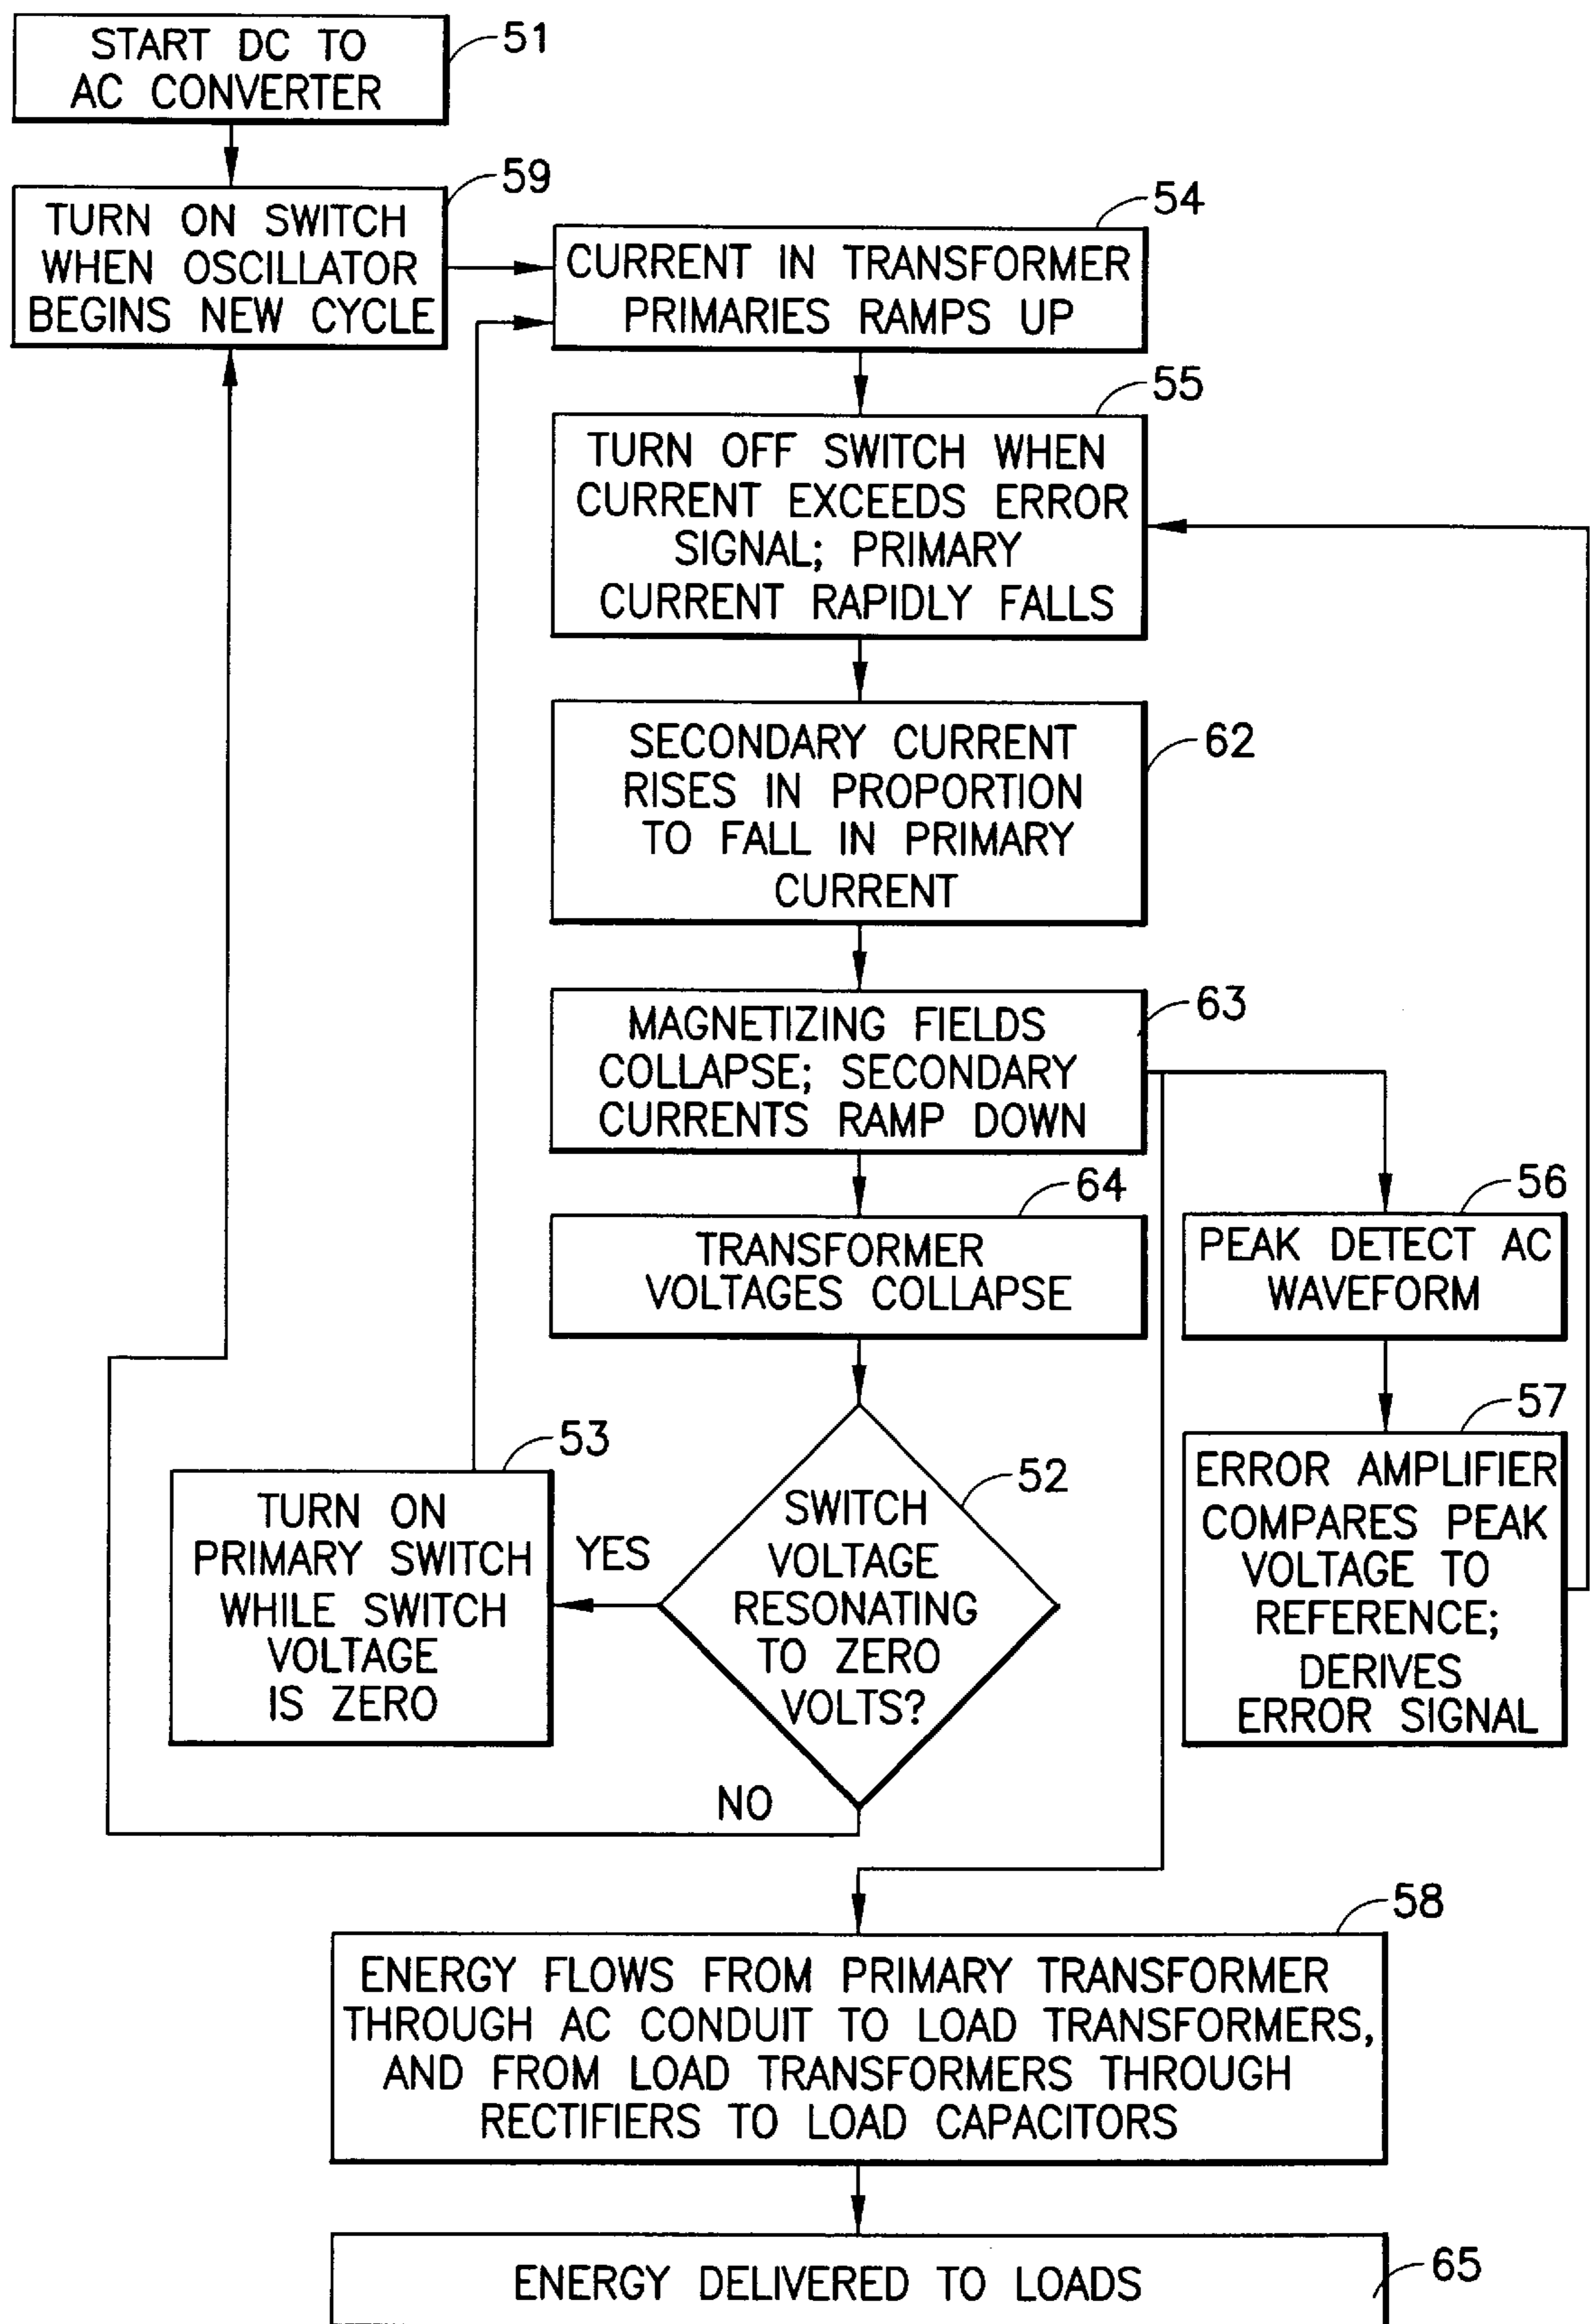 START DC TO
AC CONVERTER
51
TURN ON SWITCH
WHEN OSCILLATOR
BEGINS NEW CYCLE
59
CURRENT IN TRANSFORMER
PRIMARIES RAMPS UP
54
TURN OFF SWITCH WHEN
CURRENT EXCEEDS ERROR
SIGNAL; PRIMARY
CURRENT RAPIDLY FALLS
55
SECONDARY CURRENT
RISES IN PROPORTION
TO FALL IN PRIMARY
CURRENT
62
MAGNETIZING FIELDS
COLLAPSE; SECONDARY
CURRENTS RAMP DOWN
63
TRANSFORMER
VOLTAGES COLLAPSE
64
PEAK DETECT AC
WAVEFORM
56
ERROR AMPLIFIER
COMPARES PEAK
VOLTAGE TO
REFERENCE;
DERIVES
ERROR SIGNAL
57
SWITCH
VOLTAGE
RESONATING
TO ZERO
VOLTS?
52
YES
TURN ON
PRIMARY SWITCH
WHILE SWITCH
VOLTAGE
IS ZERO
53
NO
ENERGY FLOWS FROM PRIMARY TRANSFORMER
THROUGH AC CONDUIT TO LOAD TRANSFORMERS,
AND FROM LOAD TRANSFORMERS THROUGH
RECTIFIERS TO LOAD CAPACITORS
58
ENERGY DELIVERED TO LOADS
65